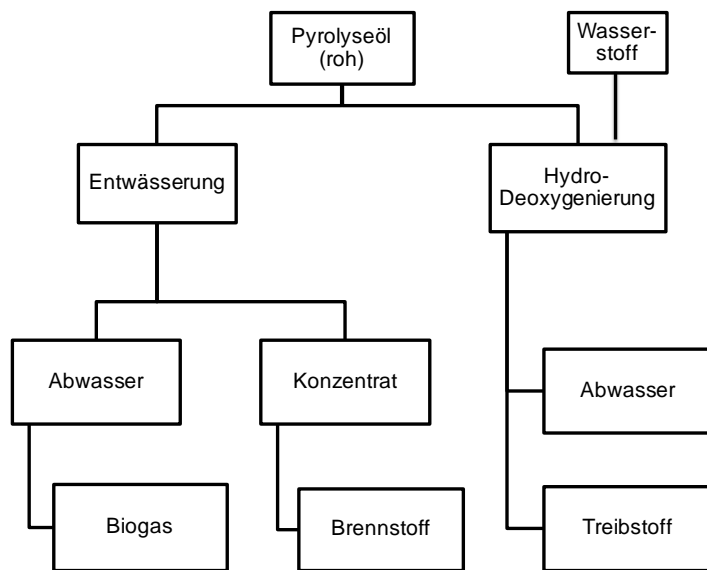 Pyrolyseöl
(roh)
Wasser-
stoff
Entwässerung
Hydro-
Deoxygenierung
Abwasser
Konzentrat
Abwasser
Biogas
Brennstoff
Treibstoff